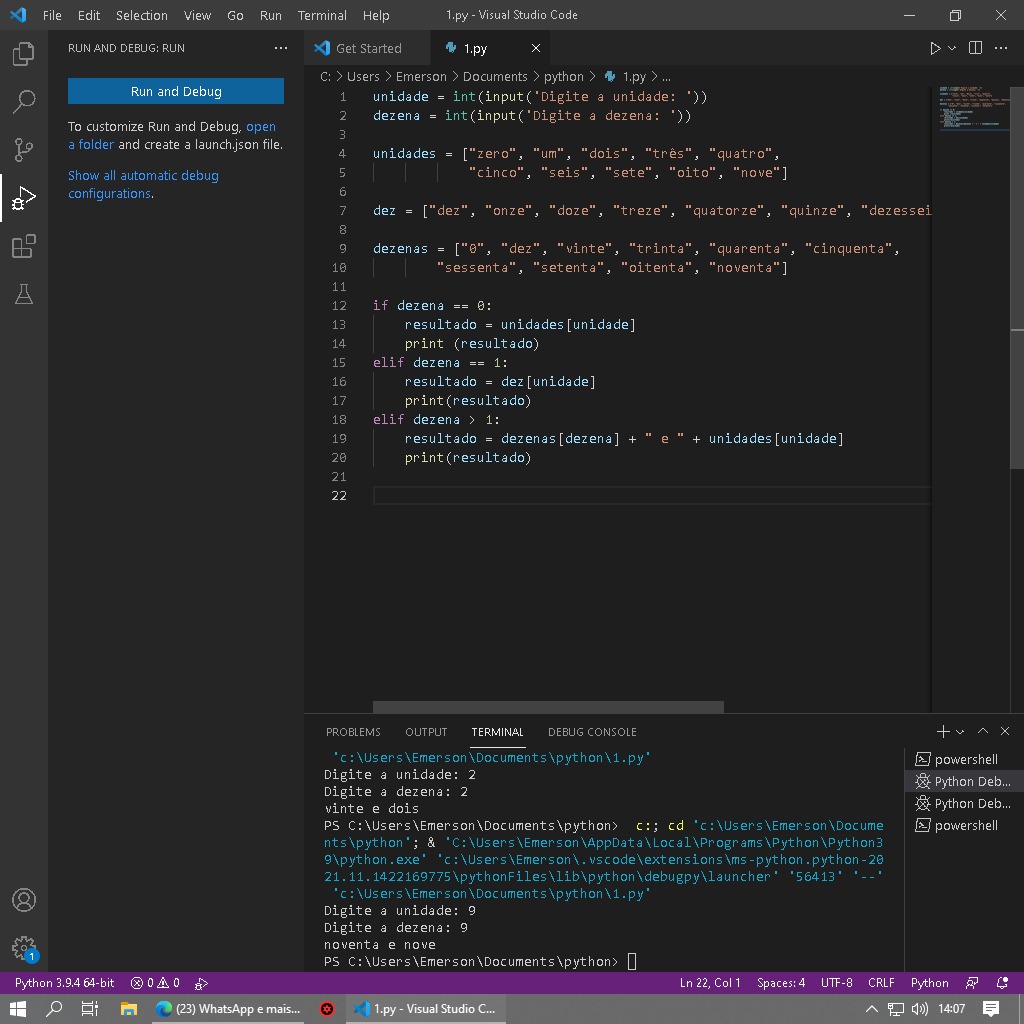 File Edit Selection View Go Run Terminal Help 1.py - Visual Studio Code
RUN AND DEBUG: RUN
Run and Debug
To customize Run and Debug, open
a folder and create a launch.json file.
Show all automatic debug
configurations.
Get Started 1.py
C: > Users > Emerson > Documents > python > 1.py > ...
1 unidade = int(input('Digite a unidade: '))
2 dezena = int(input('Digite a dezena: '))
3
4 unidades = ["zero", "um", "dois", "três", "quatro",
5 "cinco", "seis", "sete", "oito", "nove"]
6
7 dez = ["dez", "onze", "doze", "treze", "quatorze", "quinze", "dezessei
8
9 dezenas = ["0", "dez", "vinte", "trinta", "quarenta", "cinquenta",
10 "sessenta", "setenta", "oitenta", "noventa"]
11
12 if dezena == 0:
13 resultado = unidades[unidade]
14 print (resultado)
15 elif dezena == 1:
16 resultado = dez[unidade]
17 print(resultado)
18 elif dezena > 1:
19 resultado = dezenas[dezena] + " e " + unidades[unidade]
20 print(resultado)
21
22
PROBLEMS OUTPUT TERMINAL DEBUG CONSOLE
'c:\Users\Emerson\Documents\python\1.py'
Digite a unidade: 2
Digite a dezena: 2
vinte e dois
PS C:\Users\Emerson\Documents\python> c:; cd 'c:\Users\Emerson\Docume
nts\python'; & 'C:\Users\Emerson\AppData\Local\Programs\Python\Python3
9\python.exe' 'c:\Users\Emerson\.vscode\extensions\ms-python.python-20
21.11.1422169775\pythonFiles\lib\python\debugpy\launcher' '56413' '--'
'c:\Users\Emerson\Documents\python\1.py'
Digite a unidade: 9
Digite a dezena: 9
noventa e nove
PS C:\Users\Emerson\Documents\python>
powershell
Python Deb...
Python Deb...
powershell
1
Python 3.9.4 64-bit 0 0 Ln 22, Col 1 Spaces: 4 UTF-8 CRLF Python
(23) WhatsApp e mais... 1.py - Visual Studio C... 14:07